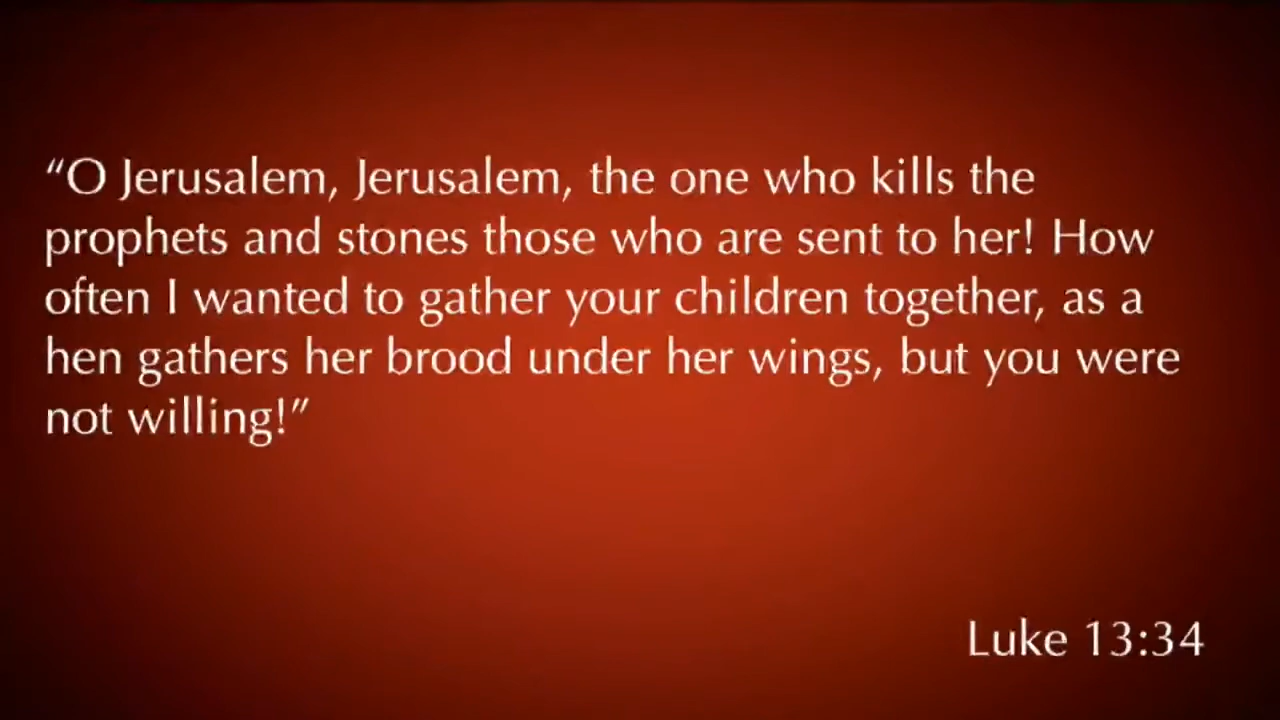 “O Jerusalem, Jerusalem, the one who kills the
prophets and stones those who are sent to her! How
often I wanted to gather your children together, as a
hen gathers her brood under her wings, but you were
not willing!”
Luke 13:34